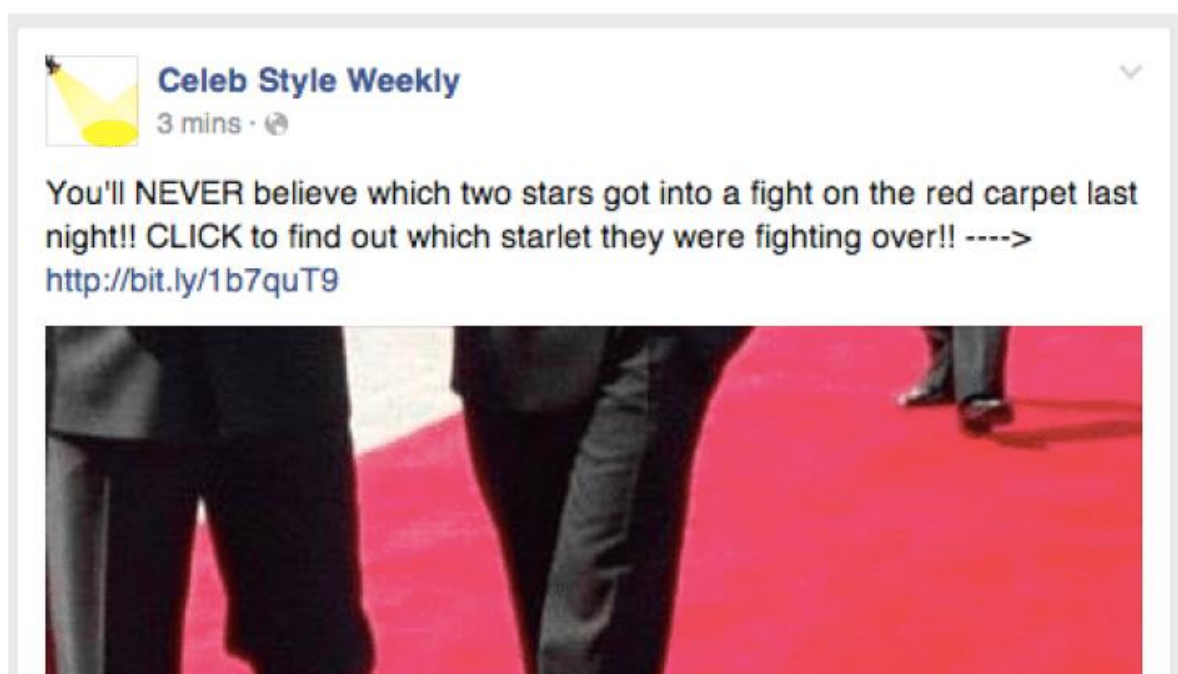 Celeb Style Weekly
3 mins ·
You'll NEVER believe which two stars got into a fight on the red carpet last
night!! CLICK to find out which starlet they were fighting over!! ---->
http://bit.ly/1b7quT9